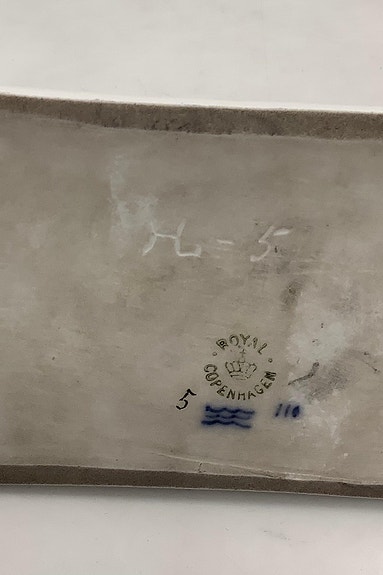 H = 5
ROYAL
COPENHAGEN
5
110